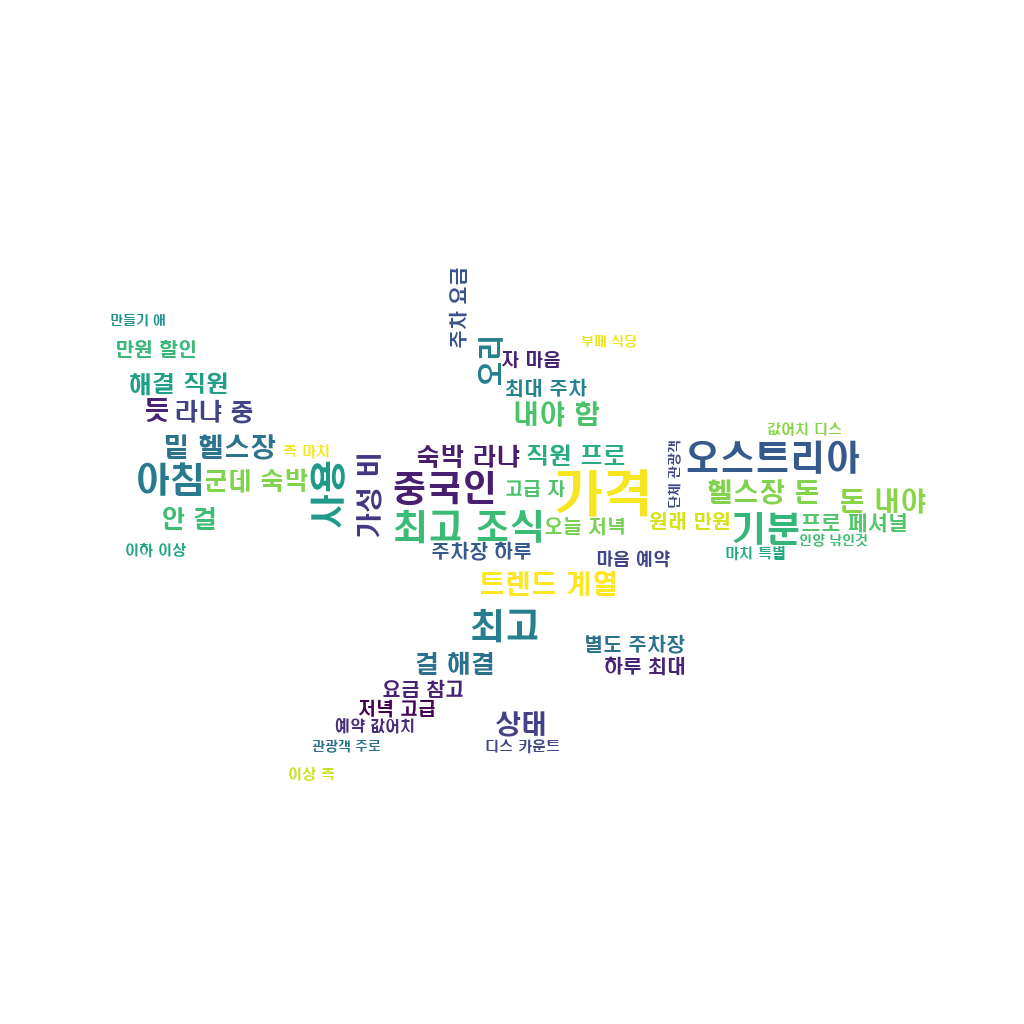 주차 요금
만들기 애
만원 할인
오리
자 마음
부페 식당
해결 직원
최대 주차
듯
라냐 중
내야 함
값어치 디스
밑 헬스장
즉 마치
숙박 라냐
직원 프로
단체 관광객
오스트리아
아침
군데 숙박
사용
가성 비
중국인
고급 자
가격
헬스장 돈
돈 내야
안 걸
최고 조식
오늘 저녁
원래 만원
기분
프로 페셔널
인양 낚인것
이하 이상
주차장 하루
마음 예약
마치 특별
트렌드 계열
최고
별도 주차장
걸 해결
하루 최대
요금 참고
저녁 고급
예약 값어치
상태
관광객 주로
디스 카운트
이상 즉